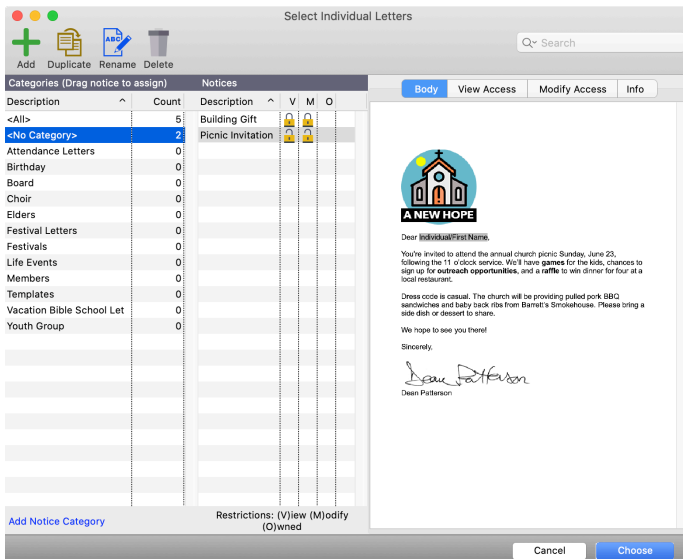 Select Individual Letters
Add Duplicate Rename Delete
ABC
Search
Categories (Drag notice to assign) Notices
Body View Access Modify Access Info
Description Count Description V M O
<All> 5 Building Gift
<No Category> 2 Picnic Invitation
Attendance Letters 0
Birthday 0
Board 0
Choir 0
Elders 0
Festival Letters 0
Festivals 0
Life Events 0
Members 0
Templates 0
Vacation Bible School Let 0
Youth Group 0
Add Notice Category
Restrictions: (V)iew (M)odify
(O)wned
A NEW HOPE
Dear Individual/First Name,
You're invited to attend the annual church picnic Sunday, June 23,
following the 11 o'clock service. We'll have games for the kids, chances to
sign up for outreach opportunities, and a raffle to win dinner for four at a
local restaurant.
Dress code is casual. The church will be providing pulled pork BBQ
sandwiches and baby back ribs from Barrett's Smokehouse. Please bring a
side dish or dessert to share.
We hope to see you there!
Sincerely,
Dean Patterson
Dean Patterson
Cancel Choose